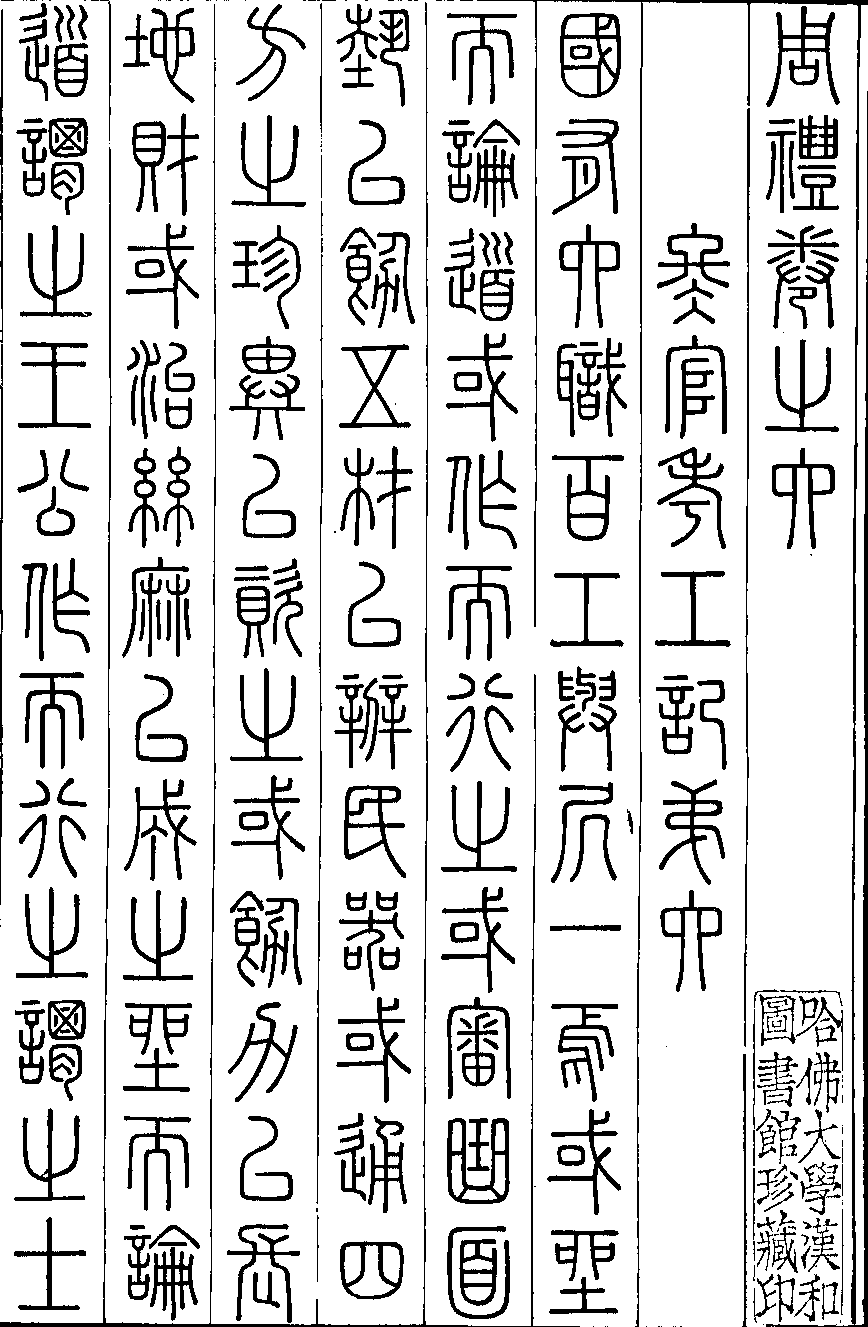 周禮卷之六
哈佛大學漢和
圖書館珍藏印
冬官考工記弟六
國有六職百工與凥一焉或坐
而論道或作而行之或審曲面
埶以飭五材以辨民器或通四
方之珍異以資之或飭力以長
地財或治絲麻以成之坐而論
道謂之王公作而行之謂之士